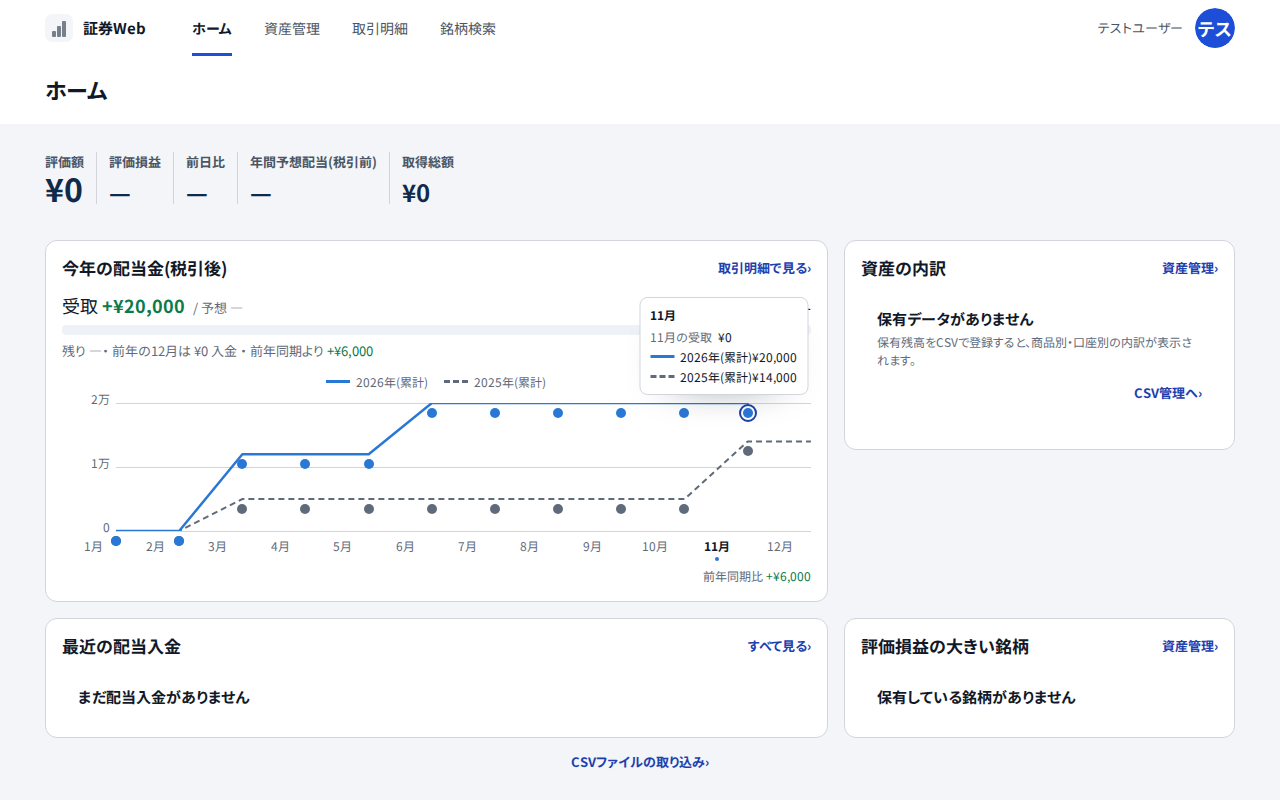 証券Web
ホーム
資産管理
取引明細
銘柄検索
テストユーザー
テス
ホーム
評価額
¥0
評価損益
—
前日比
—
年間予想配当(税引前)
—
取得総額
¥0
今年の配当金(税引後)
取引明細で見る›
受取 +¥20,000 / 予想 —
残り —・前年の12月は ¥0 入金・前年同期より +¥6,000
11月
11月の受取 ¥0
2026年(累計)¥20,000
2025年(累計)¥14,000
2026年(累計)
2025年(累計)
2万
1万
0
1月
2月
3月
4月
5月
6月
7月
8月
9月
10月
11月
12月
前年同期比 +¥6,000
資産の内訳
資産管理›
保有データがありません
保有残高をCSVで登録すると、商品別・口座別の内訳が表示さ
れます。
CSV管理へ›
最近の配当入金
すべて見る›
まだ配当入金がありません
評価損益の大きい銘柄
資産管理›
保有している銘柄がありません
CSVファイルの取り込み›